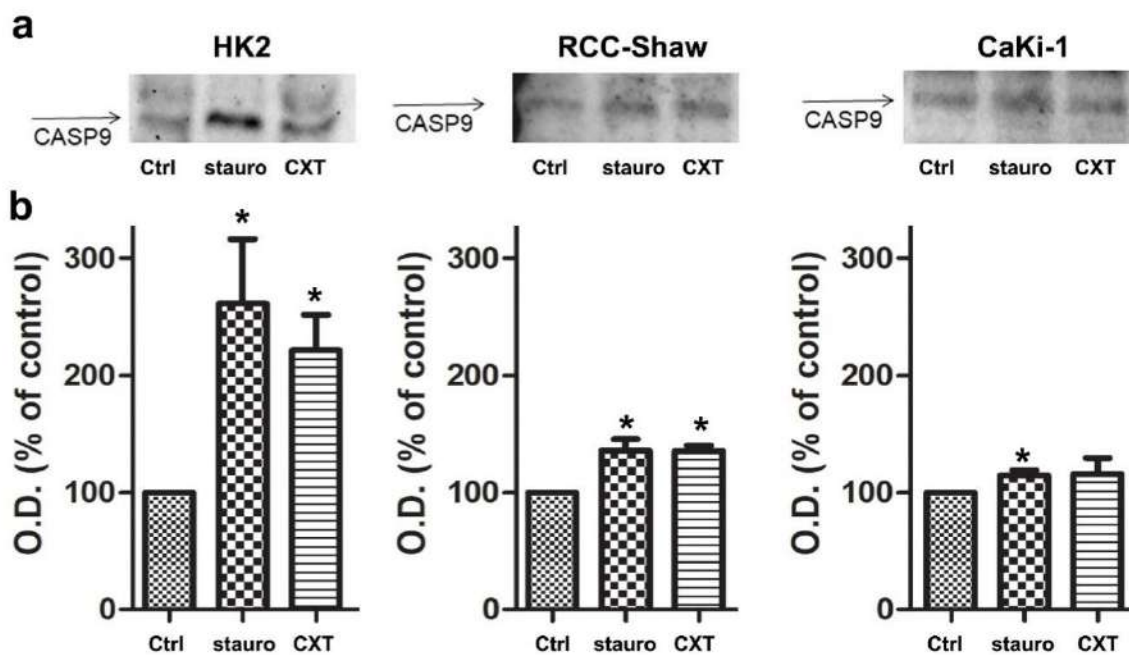 a
HK2
RCC-Shaw
CaKi-1
CASP9
CASP9
CASP9
Ctrl stauro CXT
Ctrl stauro CXT
Ctrl stauro CXT
b
O.D. (% of control)
300
200
100
0
*
*
Ctrl stauro CXT
O.D. (% of control)
300
200
100
0
*
*
Ctrl stauro CXT
O.D. (% of control)
300
200
100
0
*
Ctrl stauro CXT